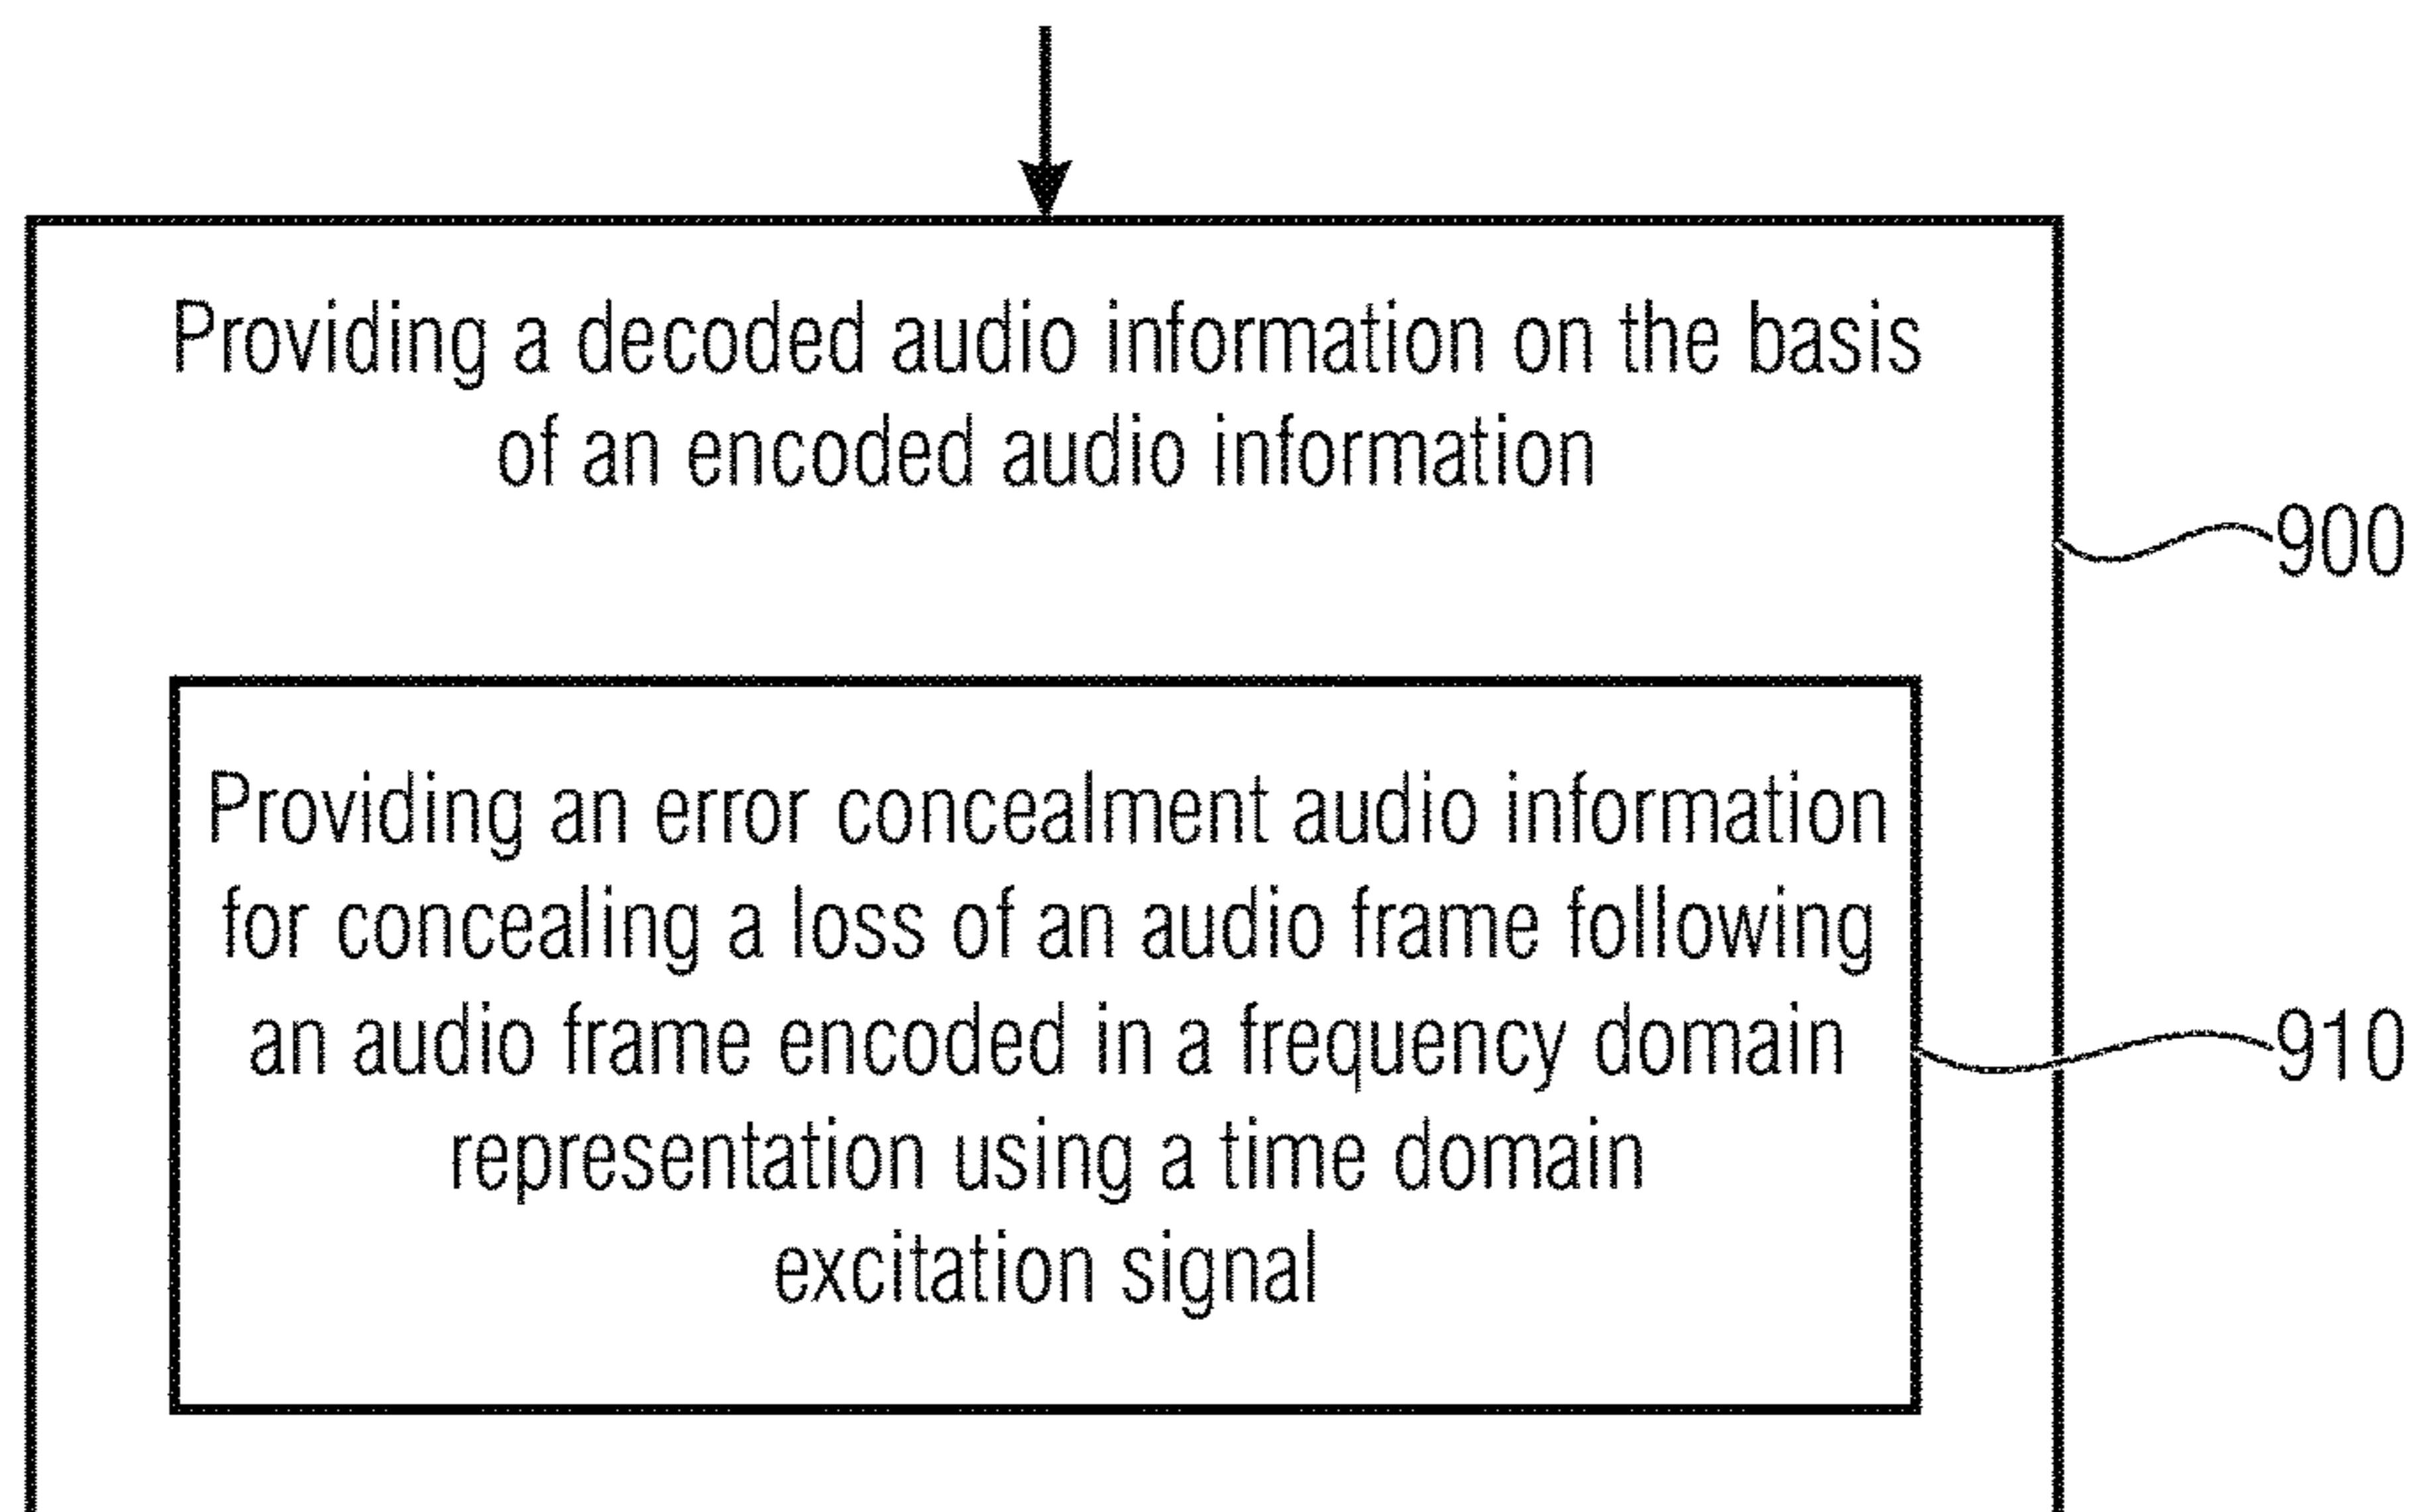 Providing a decoded audio information on the basis
of an encoded audio information
900
Providing an error concealment audio information
for concealing a loss of an audio frame following
an audio frame encoded in a frequency domain
910
representation using a time domain
excitation signal